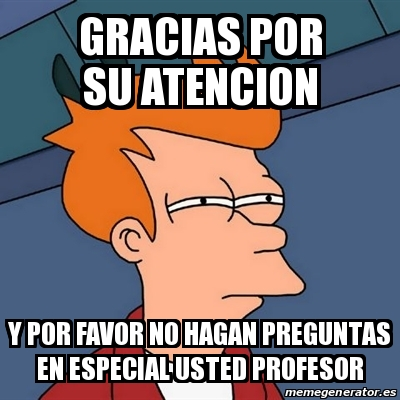 GRACIAS POR
SU ATENCION
Y POR FAVOR NO HAGAN PREGUNTAS
EN ESPECIAL USTED PROFESOR
memegenerator.es